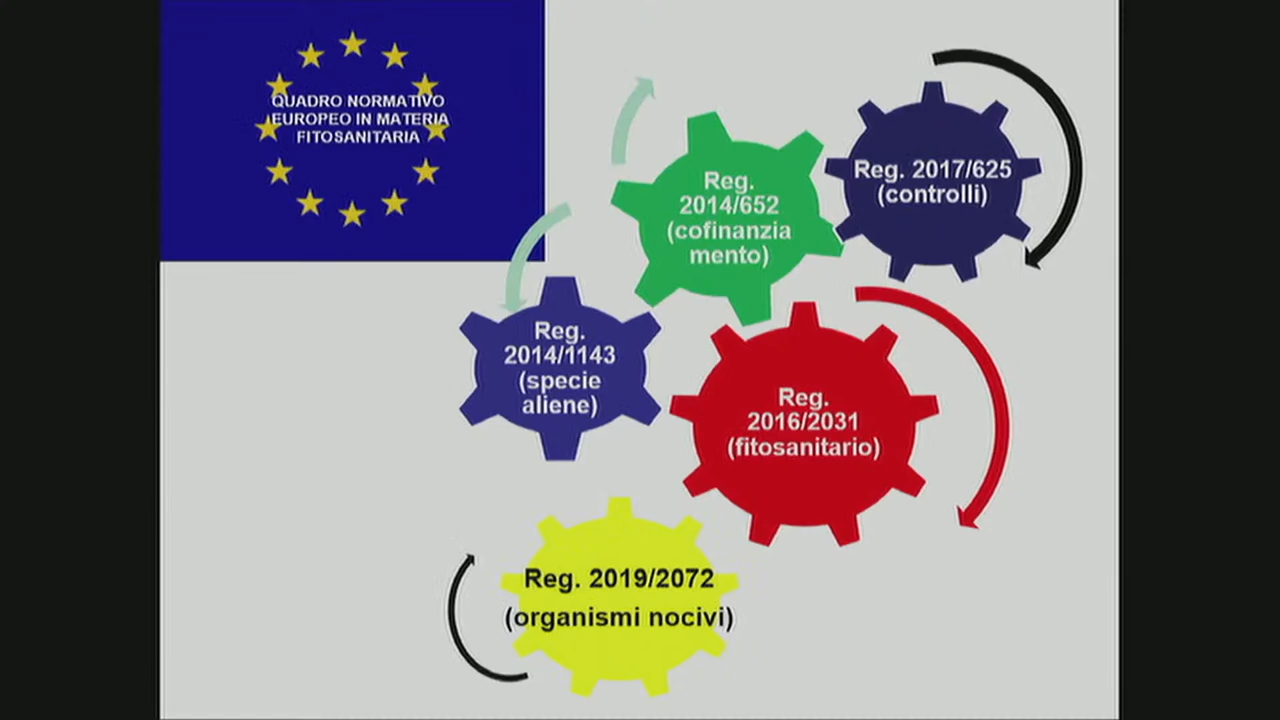 QUADRO NORMATIVO
EUROPEO IN MATERIA
FITOSANITARIA
Reg. 2017/625
(controlli)
Reg.
2014/652
(cofinanzia
mento)
Reg.
2014/1143
(specie
aliene)
Reg.
2016/2031
(fitosanitario)
Reg. 2019/2072
(organismi nocivi)